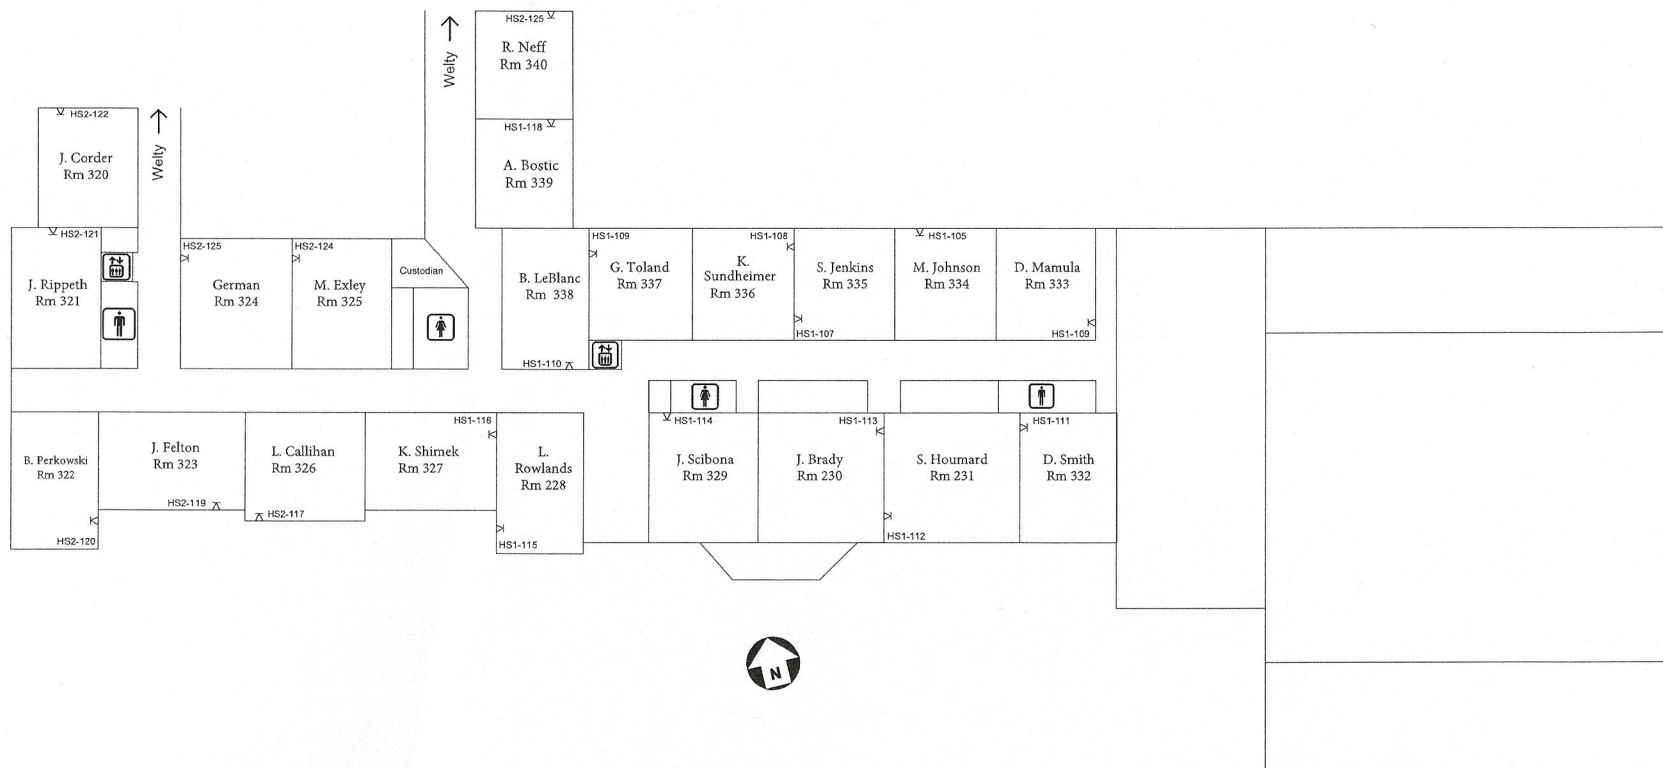 HS2-125
R. Neff
Rm 340
Welty
HS1-118
A. Bostic
Rm 339
HS2-122
J. Corder
Rm 320
Welty
HS2-121
J. Rippeth
Rm 321
HS2-125
German
Rm 324
HS2-124
M. Exley
Rm 325
Custodian
B. LeBlanc
Rm 338
HS1-110
HS1-109
G. Toland
Rm 337
HS1-108
K.
Sundheimer
Rm 336
S. Jenkins
Rm 335
HS1-107
HS1-105
M. Johnson
Rm 334
D. Mamula
Rm 333
HS1-109
B. Perkowski
Rm 322
HS2-120
J. Felton
Rm 323
HS2-119
L. Callihan
Rm 326
HS2-117
HS1-116
K. Shimek
Rm 327
L.
Rowlands
Rm 228
HS1-115
HS1-114
J. Scibona
Rm 329
HS1-113
J. Brady
Rm 230
S. Houmard
Rm 231
HS1-112
HS1-111
D. Smith
Rm 332
N